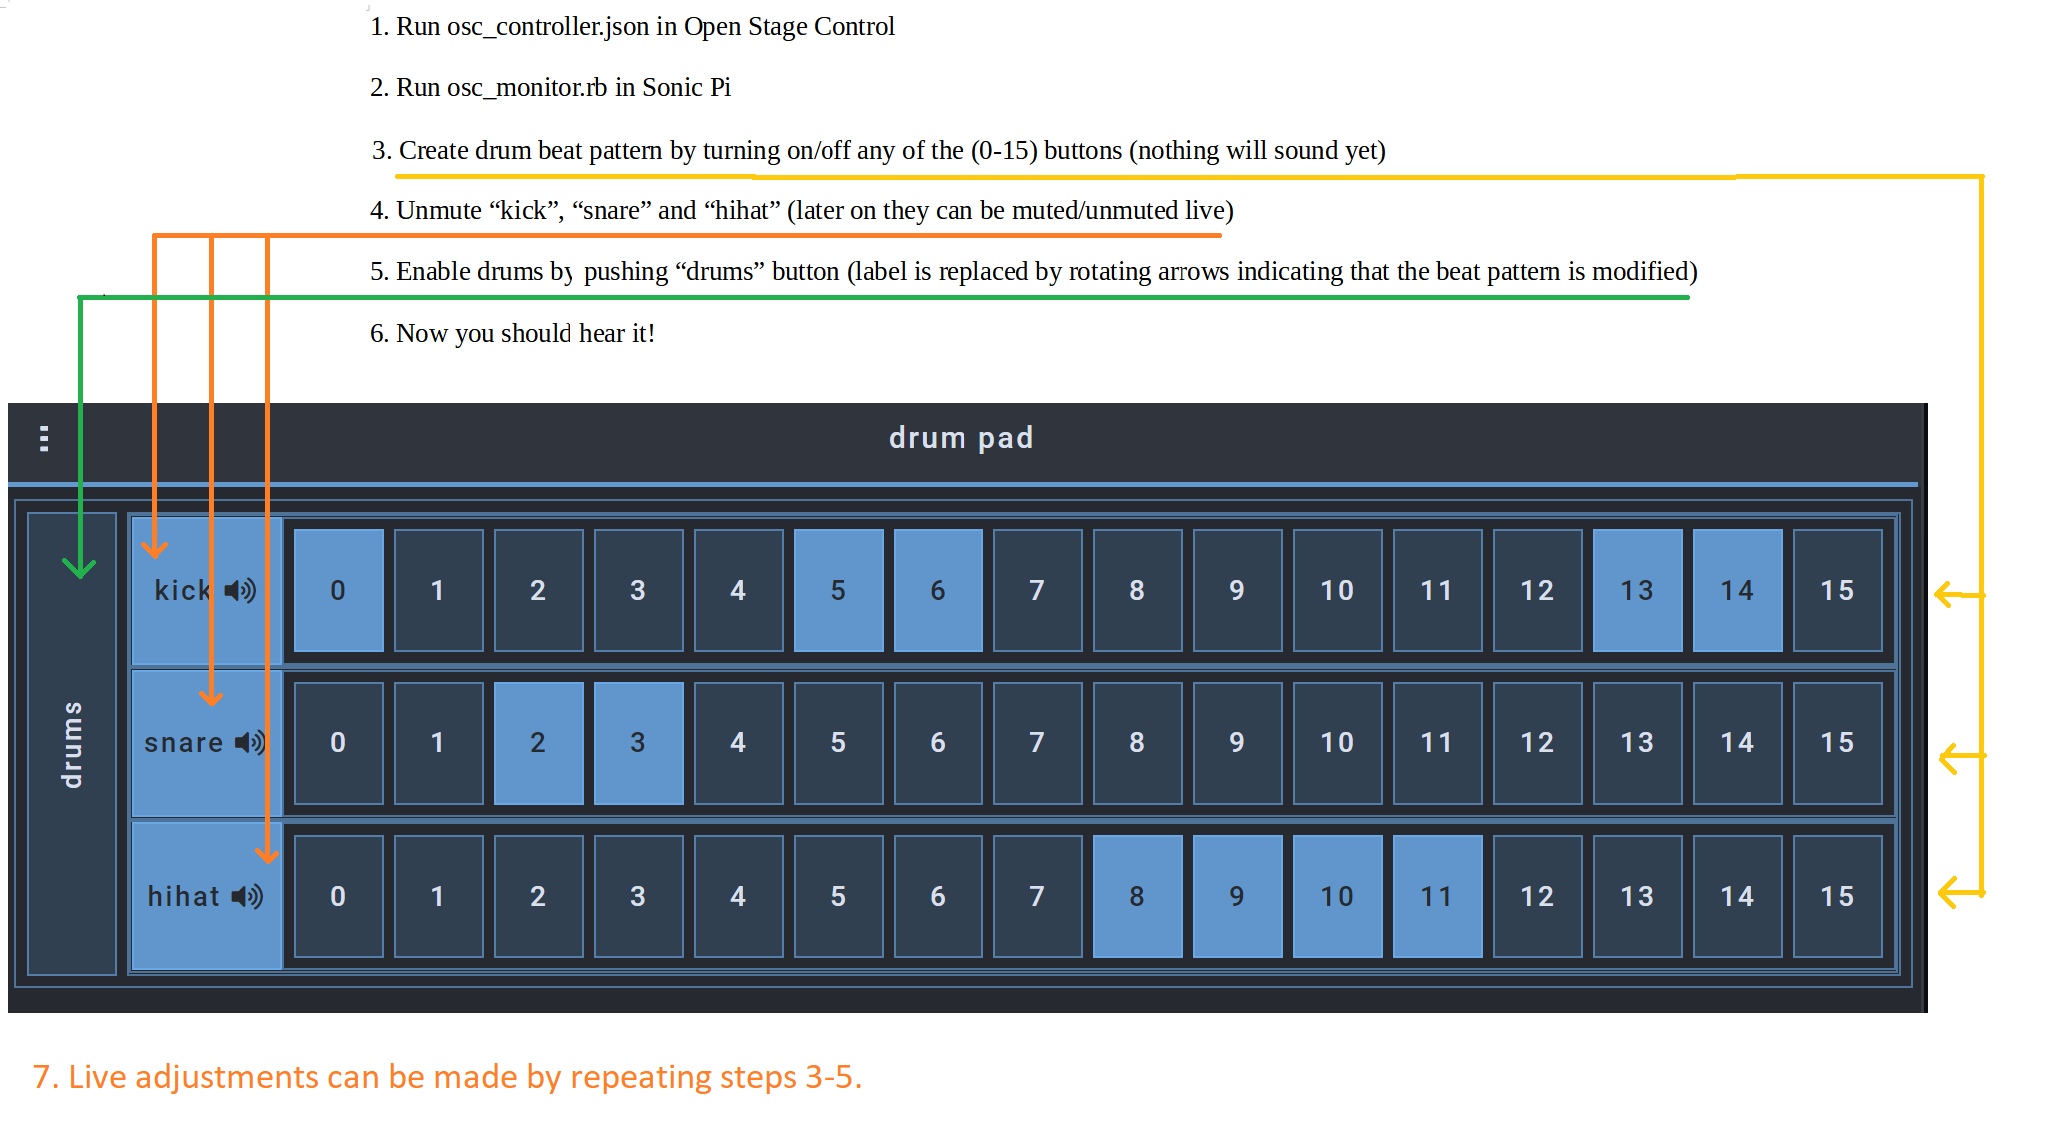 1. Run osc_controller.json in Open Stage Control
2. Run osc_monitor.rb in Sonic Pi
3. Create drum beat pattern by turning on/off any of the (0-15) buttons (nothing will sound yet)
4. Unmute “kick”, “snare” and “hihat” (later on they can be muted/unmuted live)
5. Enable drums by pushing “drums” button (label is replaced by rotating arrows indicating that the beat pattern is modified)
6. Now you should hear it!
drum pad
drums
kick 0 1 2 3 4 5 6 7 8 9 10 11 12 13 14 15
snare 0 1 2 3 4 5 6 7 8 9 10 11 12 13 14 15
hihat 0 1 2 3 4 5 6 7 8 9 10 11 12 13 14 15
7. Live adjustments can be made by repeating steps 3-5.